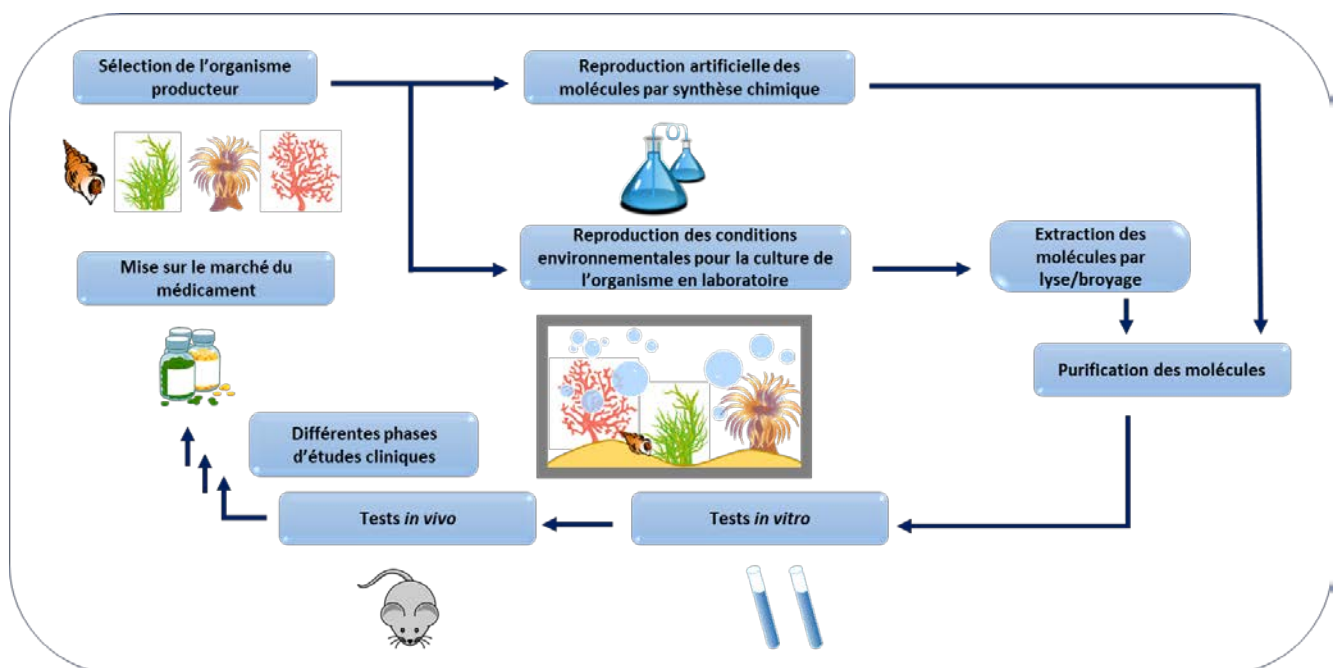 Sélection de l'organisme
producteur
Reproduction artificielle des
molécules par synthèse chimique
Reproduction des conditions
environnementales pour la culture de
l'organisme en laboratoire
Extraction des
molécules par
lyse/broyage
Purification des molécules
Tests in vitro
Tests in vivo
Différentes phases
d'études cliniques
Mise sur le marché du
médicament